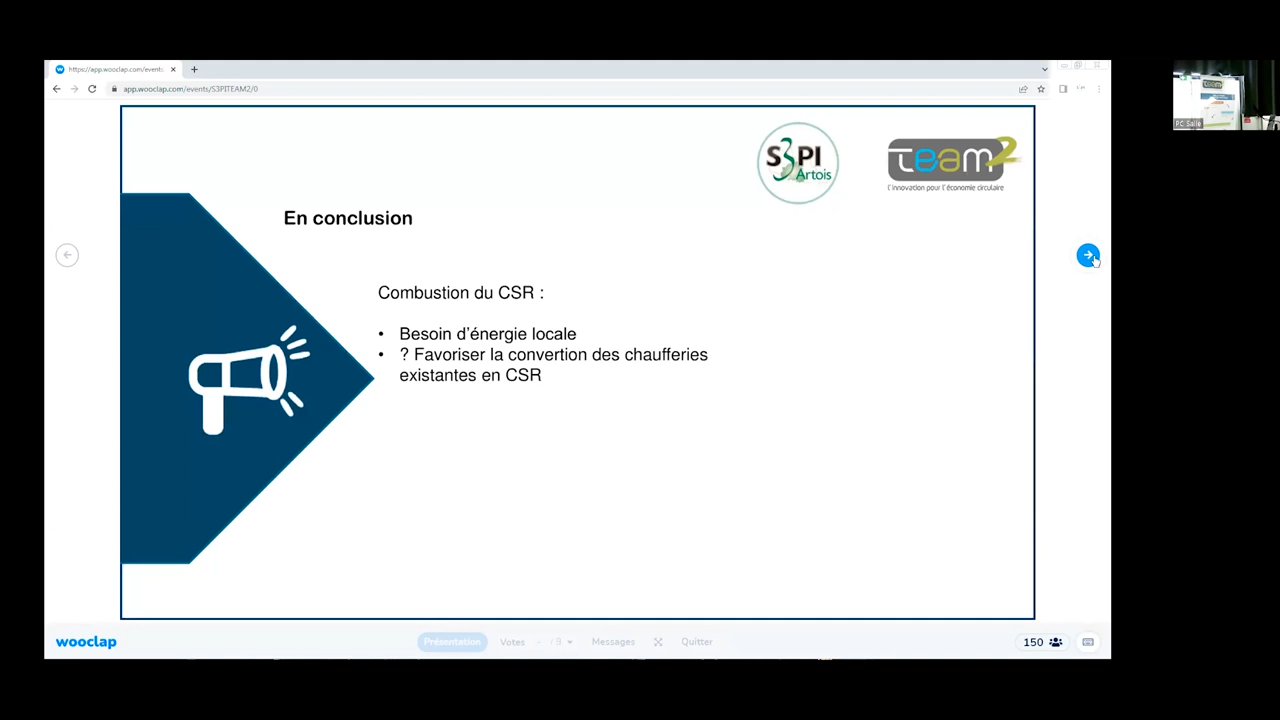 https://app.wooclap.com/events
app.wooclap.com/events/S3PITEAM2/0
S3PI
Artois
team2
l'innovation pour l'économie circulaire
En conclusion
Combustion du CSR :
• Besoin d'énergie locale
• ? Favoriser la convertion des chaufferies
existantes en CSR
PC Salle
wooclap
Présentation
Votes
- / 9
Messages
Quitter
150